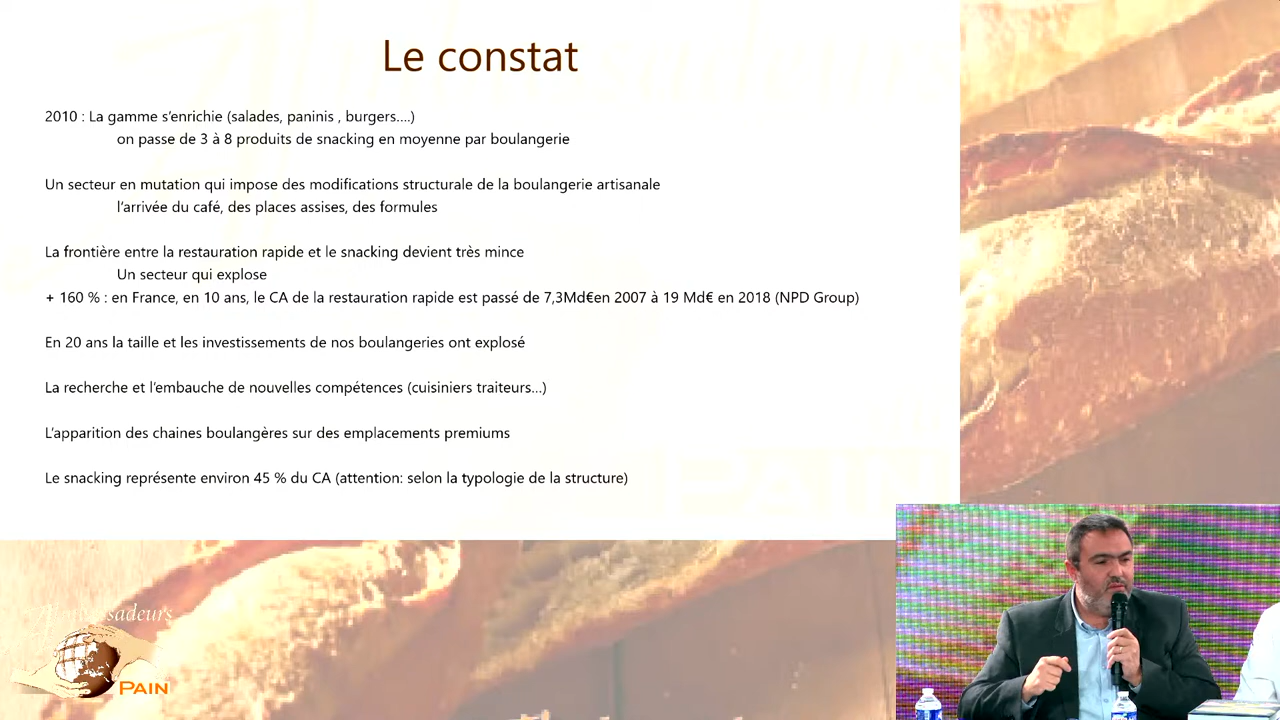 Le constat
2010 : La gamme s'enrichie (salades, paninis , burgers....)
on passe de 3 à 8 produits de snacking en moyenne par boulangerie
Un secteur en mutation qui impose des modifications structurale de la boulangerie artisanale
l'arrivée du café, des places assises, des formules
La frontière entre la restauration rapide et le snacking devient très mince
Un secteur qui explose
+ 160 % : en France, en 10 ans, le CA de la restauration rapide est passé de 7,3Md€en 2007 à 19 Md€ en 2018 (NPD Group)
En 20 ans la taille et les investissements de nos boulangeries ont explosé
La recherche et l'embauche de nouvelles compétences (cuisiniers traiteurs...)
L'apparition des chaines boulangères sur des emplacements premiums
Le snacking représente environ 45 % du CA (attention: selon la typologie de la structure)
Ambassadeurs
PAIN